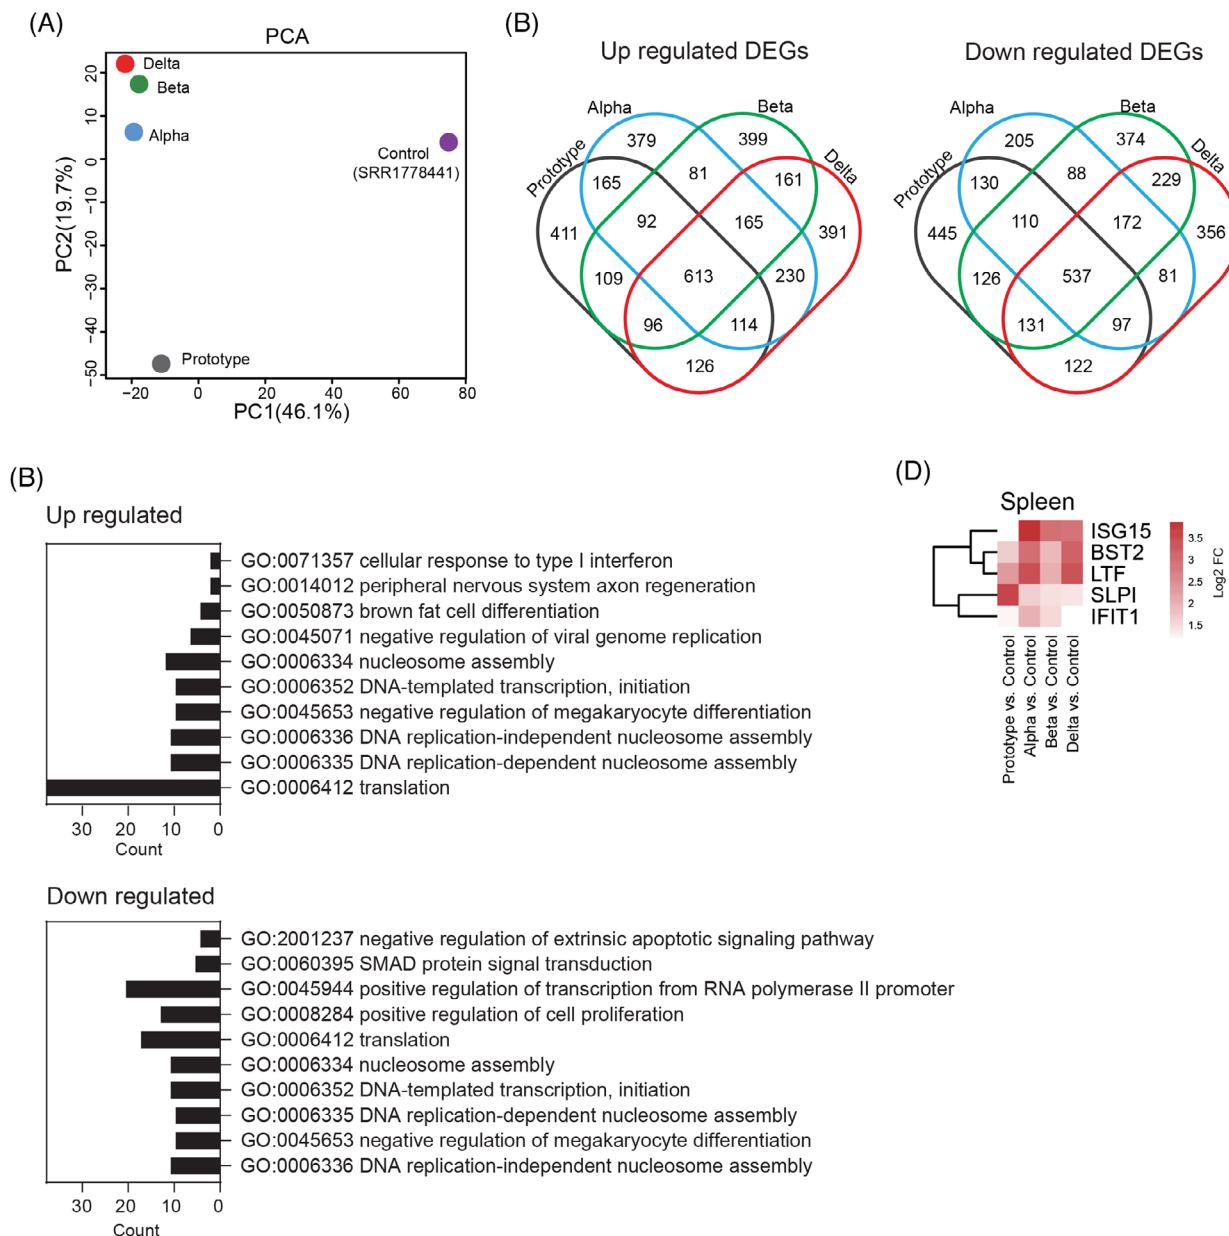 (A)
PCA
Delta
Beta
Alpha
Control
(SRR1778441)
Prototype
PC2(19.7%)
20
10
0
−10
−20
−30
−40
−50
−20
0
20
40
60
80
PC1(46.1%)
(B)
Up regulated DEGs
Alpha
Beta
Prototype
Delta
379
399
165
81
161
411
92
165
391
109
613
230
96
114
126
Down regulated DEGs
Alpha
Beta
Prototype
Delta
205
374
130
88
229
445
110
172
356
126
537
81
131
97
122
(B)
Up regulated
GO:0071357 cellular response to type I interferon
GO:0014012 peripheral nervous system axon regeneration
GO:0050873 brown fat cell differentiation
GO:0045071 negative regulation of viral genome replication
GO:0006334 nucleosome assembly
GO:0006352 DNA-templated transcription, initiation
GO:0045653 negative regulation of megakaryocyte differentiation
GO:0006336 DNA replication-independent nucleosome assembly
GO:0006335 DNA replication-dependent nucleosome assembly
GO:0006412 translation
30
20
10
0
Count
Down regulated
GO:2001237 negative regulation of extrinsic apoptotic signaling pathway
GO:0060395 SMAD protein signal transduction
GO:0045944 positive regulation of transcription from RNA polymerase II promoter
GO:0008284 positive regulation of cell proliferation
GO:0006412 translation
GO:0006334 nucleosome assembly
GO:0006352 DNA-templated transcription, initiation
GO:0006335 DNA replication-dependent nucleosome assembly
GO:0045653 negative regulation of megakaryocyte differentiation
GO:0006336 DNA replication-independent nucleosome assembly
30
20
10
0
Count
(D)
Spleen
ISG15
BST2
LTF
SLPI
IFIT1
Prototype vs. Control
Alpha vs. Control
Beta vs. Control
Delta vs. Control
3.5
3
2.5
2
1.5
Log2 FC